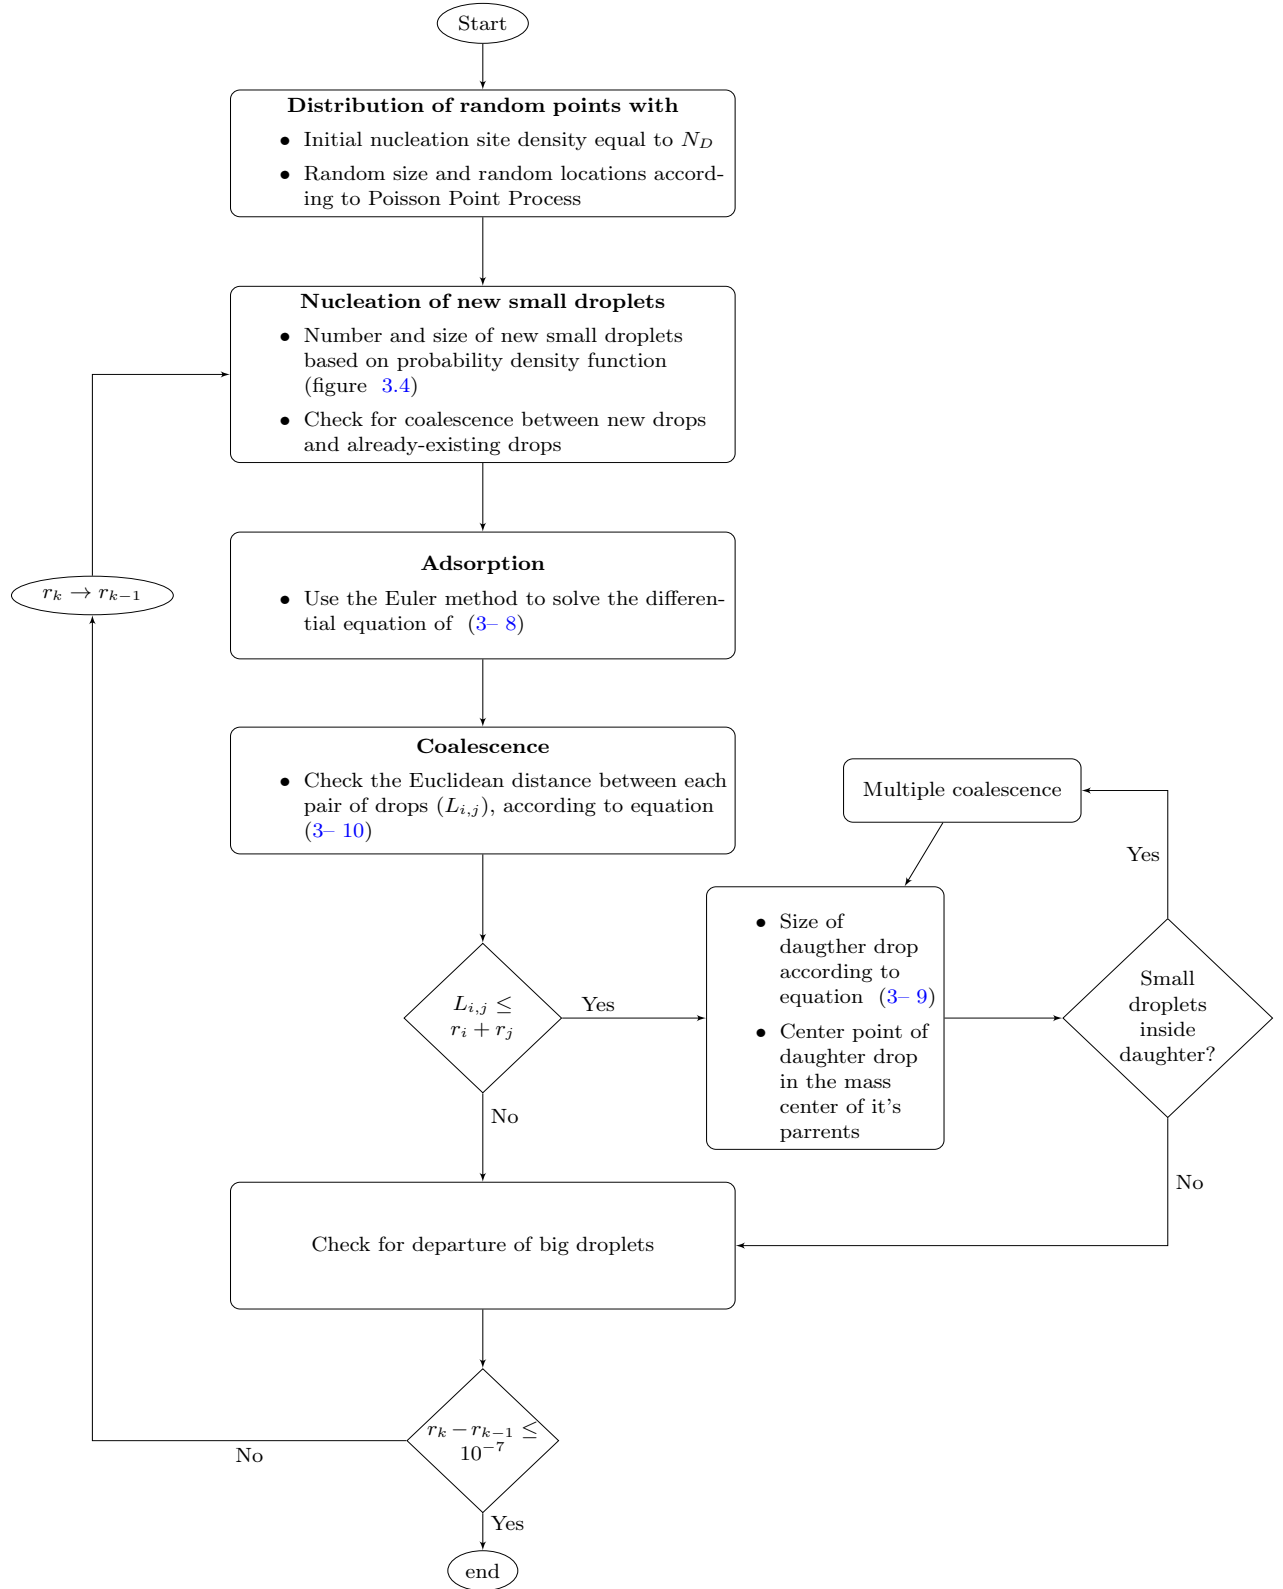 Start
Distribution of random points with
• Initial nucleation site density equal to N_D
• Random size and random locations accord-
ing to Poisson Point Process
Nucleation of new small droplets
• Number and size of new small droplets
based on probability density function
(figure 3.4)
• Check for coalescence between new drops
and already-existing drops
r_k → r_{k−1}
Adsorption
• Use the Euler method to solve the differen-
tial equation of (3– 8)
Coalescence
• Check the Euclidean distance between each
pair of drops (L_{i,j}), according to equation
(3– 10)
Multiple coalescence
Yes
• Size of
daugther drop
according to
equation (3– 9)
• Center point of
daughter drop
in the mass
center of it's
parrents
Small
droplets
inside
daughter?
L_{i,j} ≤
r_i + r_j
Yes
No
No
Check for departure of big droplets
r_k − r_{k−1} ≤
10^{−7}
No
Yes
end